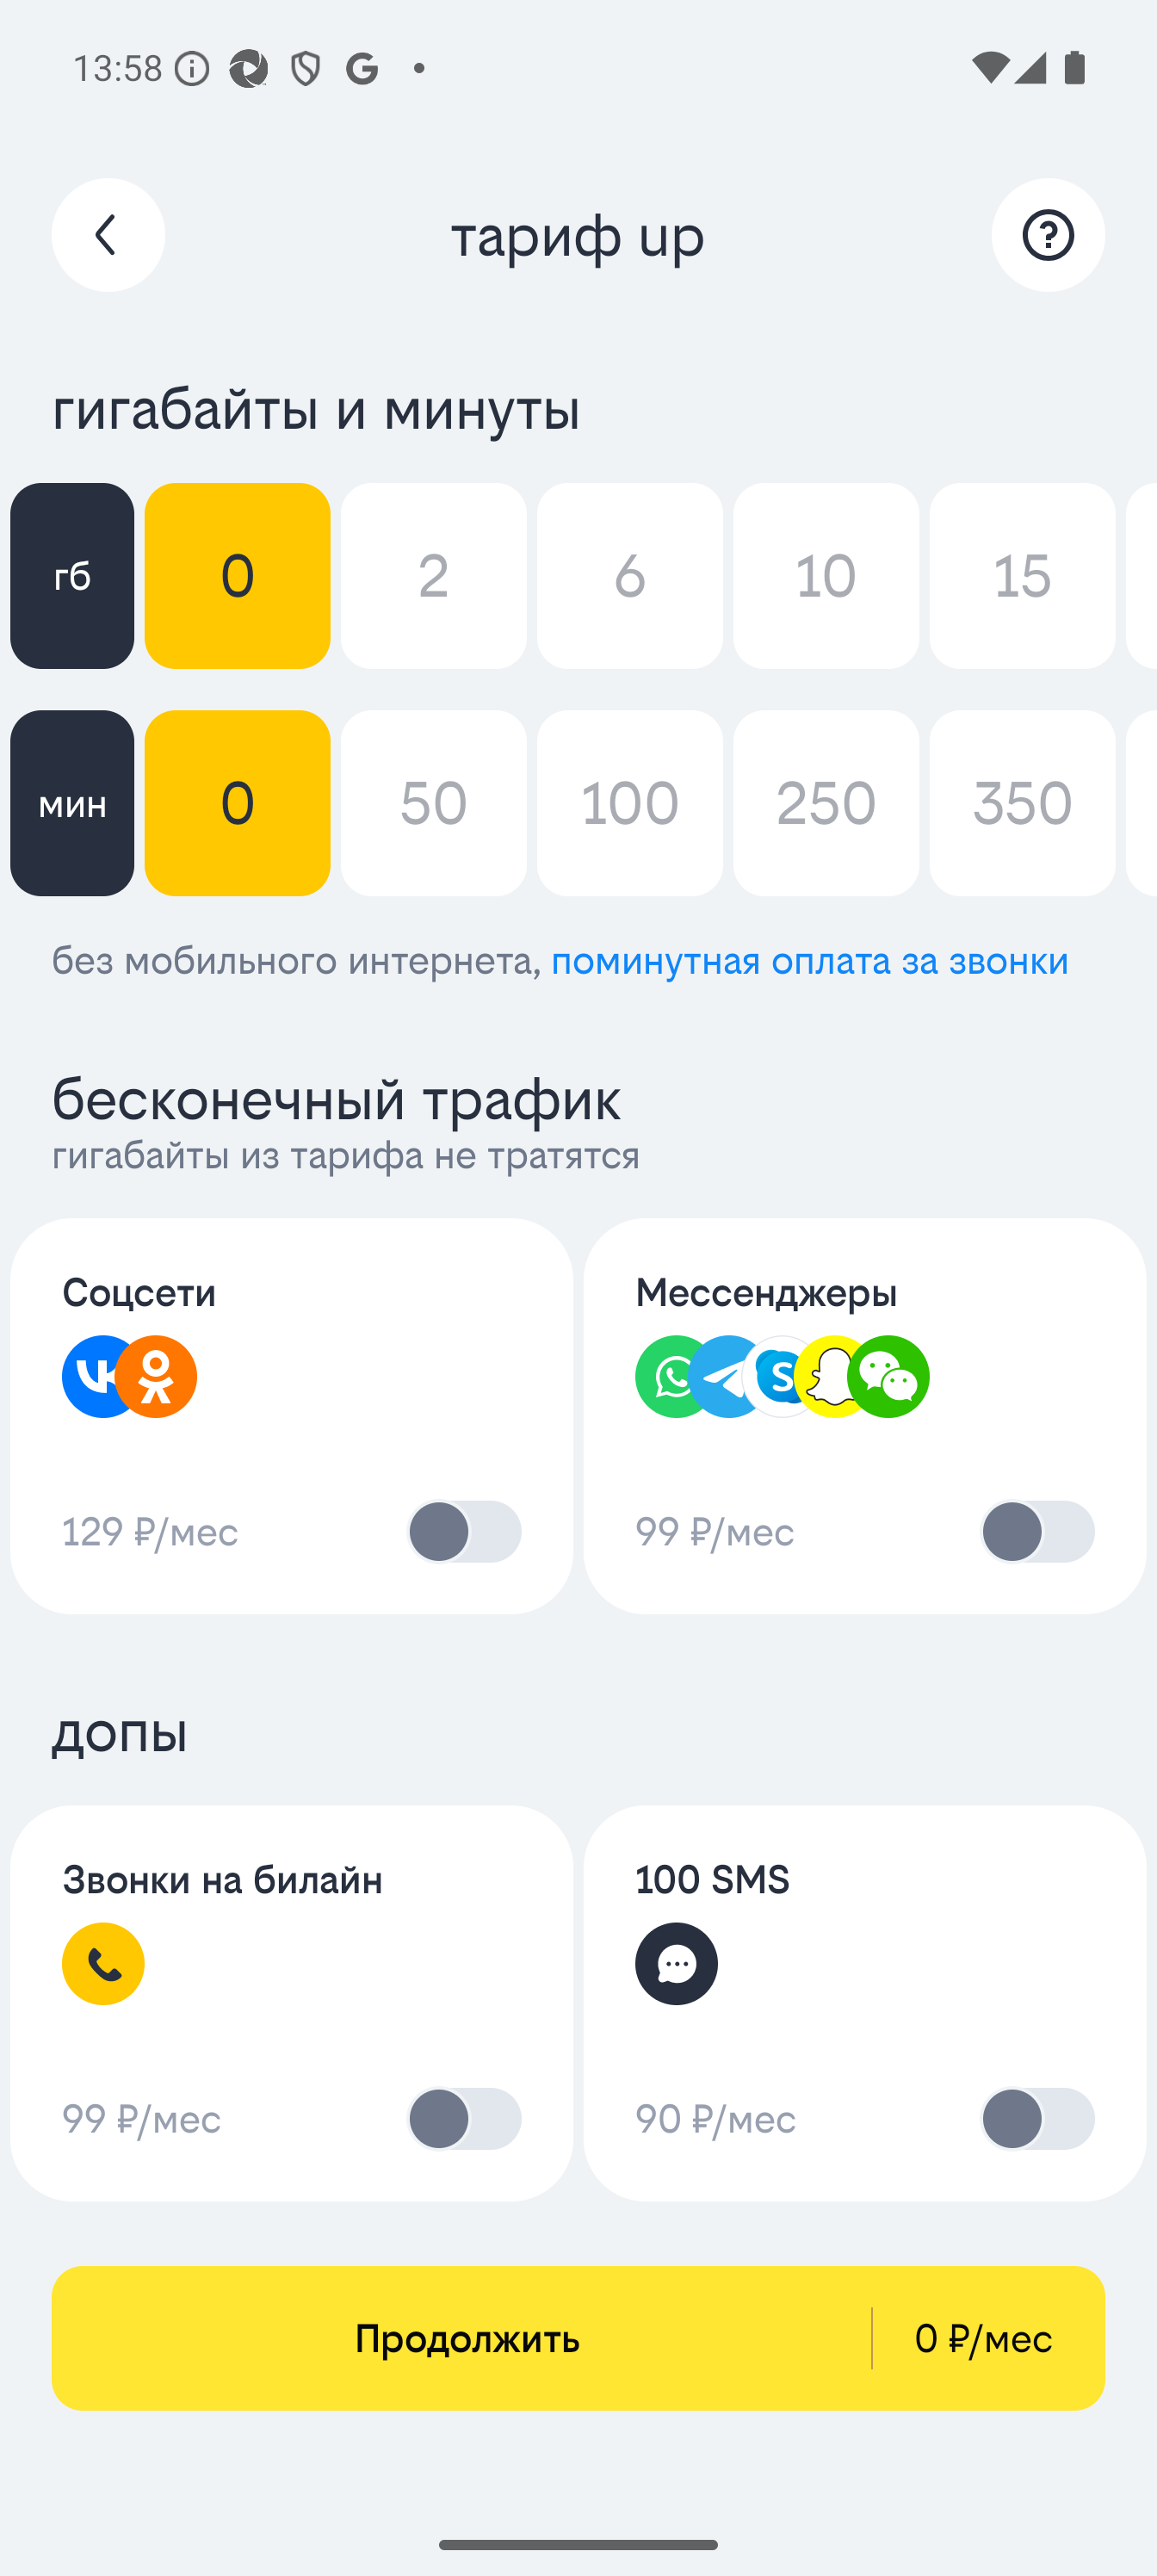 13:58
тариф up
гигабайты и минуты
гб 0 2 6 10 15
мин 0 50 100 250 350
без мобильного интернета, поминутная оплата за звонки
бесконечный трафик
гигабайты из тарифа не тратятся
Соцсети
129 ₽/мес
Мессенджеры
99 ₽/мес
допы
Звонки на билайн
99 ₽/мес
100 SMS
90 ₽/мес
Продолжить 0 ₽/мес